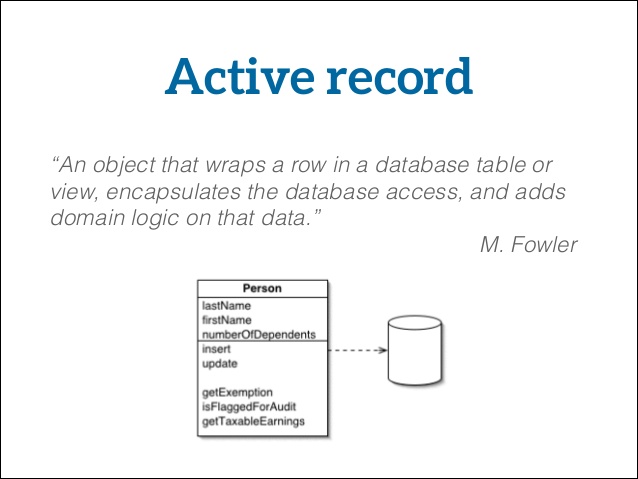 Active record
“An object that wraps a row in a database table or
view, encapsulates the database access, and adds
domain logic on that data.”
M. Fowler
Person
lastName
firstName
numberOfDependents
insert
update
getExemption
isFlaggedForAudit
getTaxableEarnings